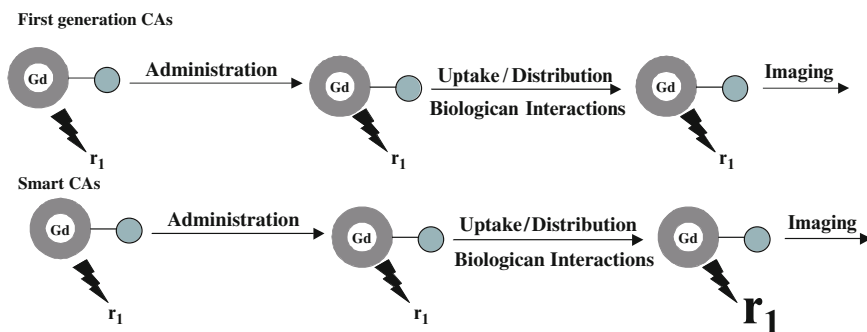 First generation CAs
Gd
Administration
Gd
Uptake/Distribution
Biologican Interactions
Gd
Imaging
r1
r1
r1
Smart CAs
Gd
Administration
Gd
Uptake/Distribution
Biologican Interactions
Gd
Imaging
r1
r1
r1